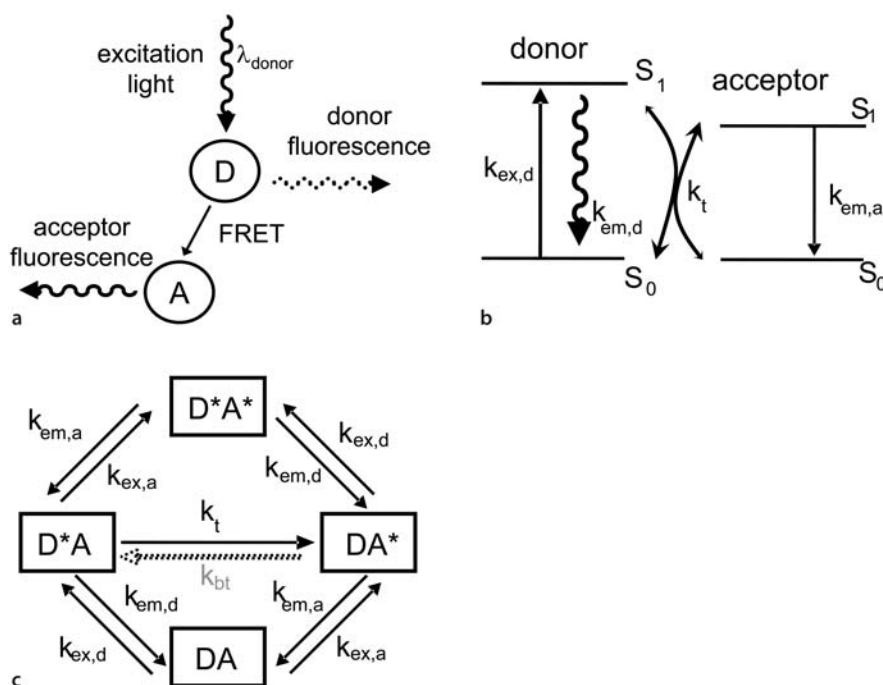 excitation
light
λdonor
donor
fluorescence
D
FRET
acceptor
fluorescence
A
a
donor
S1
acceptor
S1
kex,d
kem,d
kt
kem,a
S0
S0
b
D*A*
kem,a
kex,d
kex,a
kem,d
kt
D*A
DA*
kbt
kem,d
kem,a
kex,d
DA
kex,a
c